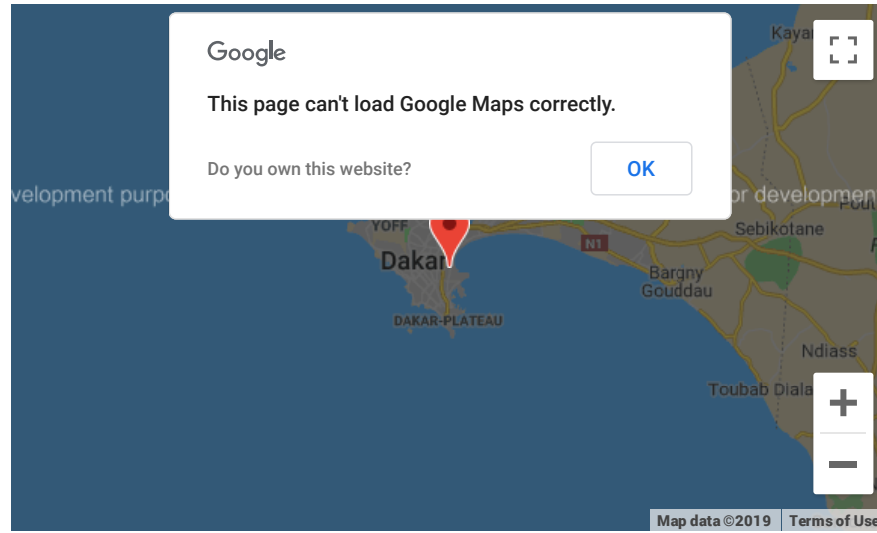 Kaya
Google
This page can't load Google Maps correctly.
Do you own this website?
OK
velopment purp
or developmen
YOFF
Sebikotane
N1
Dakar
Bargny
Gouddau
DAKAR-PLATEAU
Ndiass
Toubab Diala
Map data ©2019
Terms of Use